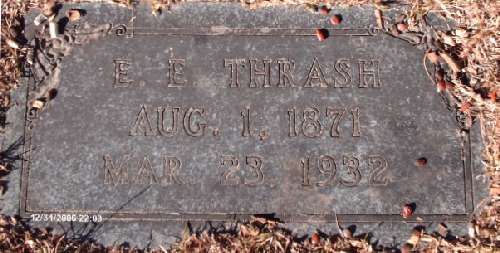 E. E. THRASH
AUG. 1, 1871
MAR. 23, 1932
12/31/2006 22:03